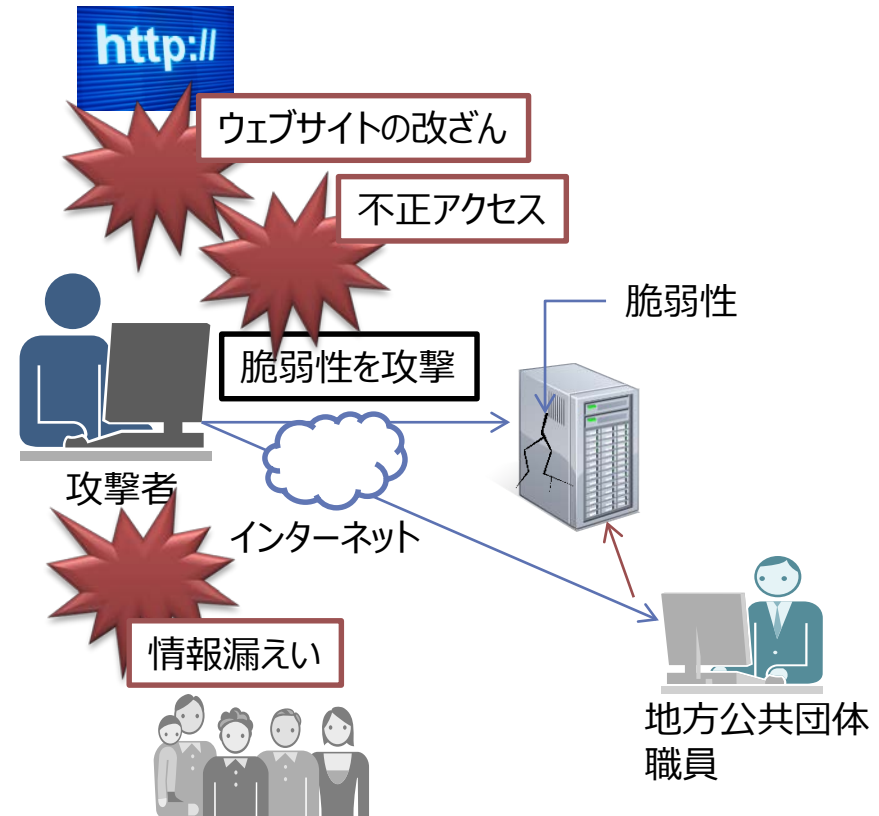 http://
ウェブサイトの改ざん
不正アクセス
脆弱性
脆弱性を攻撃
攻撃者
インターネット
情報漏えい
地方公共団体
職員